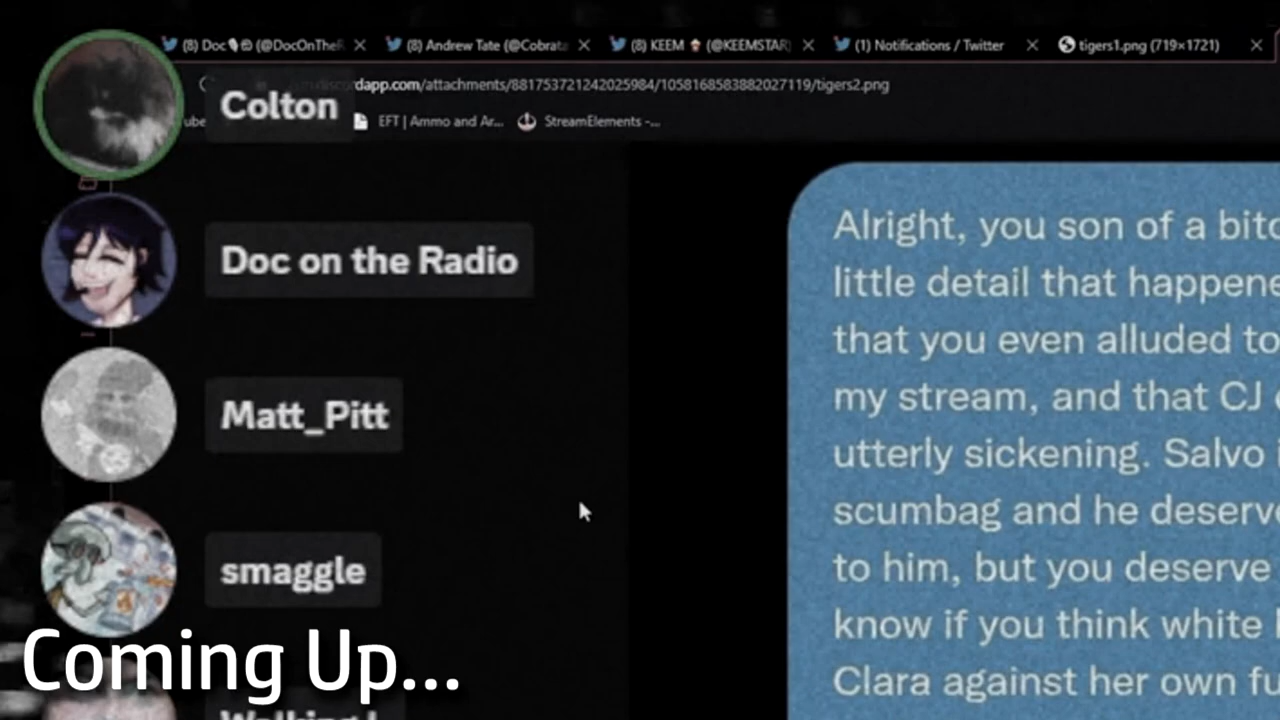 (8) Doc (@DocOnTheR
(8) Andrew Tate (@Cobrata
(8) KEEM (@KEEMSTAR)
(1) Notifications / Twitter
tigers1.png (719×1721)
dapp.com/attachments/881753721242025984/1058168583882027119/tigers2.png
ube
EFT | Ammo and Ar...
StreamElements -...
Colton
Doc on the Radio
Matt_Pitt
smaggle
Alright, you son of a bitc
little detail that happene
that you even alluded to
my stream, and that CJ
utterly sickening. Salvo i
scumbag and he deserve
to him, but you deserve
know if you think white
Clara against her own fu
Coming Up...